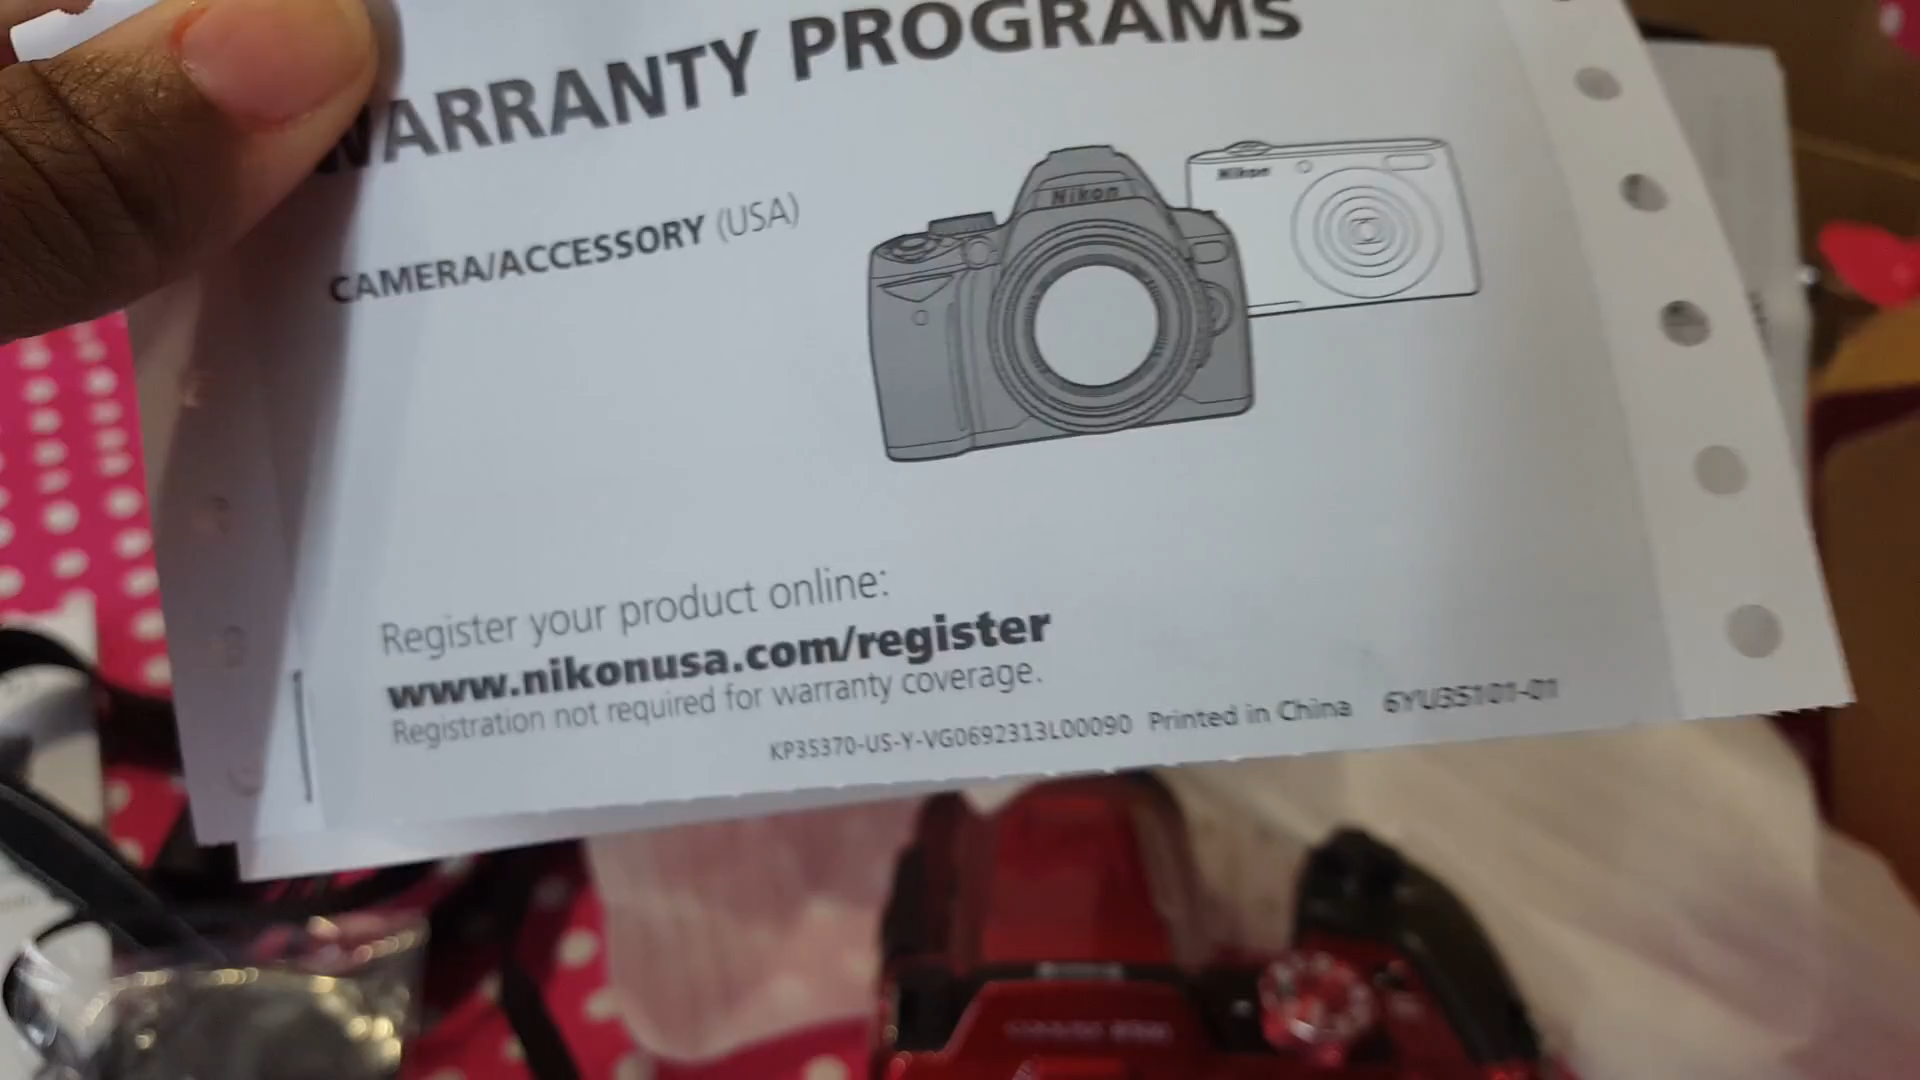 WARRANTY PROGRAMS
CAMERA/ACCESSORY (USA)
Nikon
Nikon
Register your product online:
www.nikonusa.com/register
Registration not required for warranty coverage.
KP35370-US-Y-VG0692313L00090 Printed in China 6YU35101-01